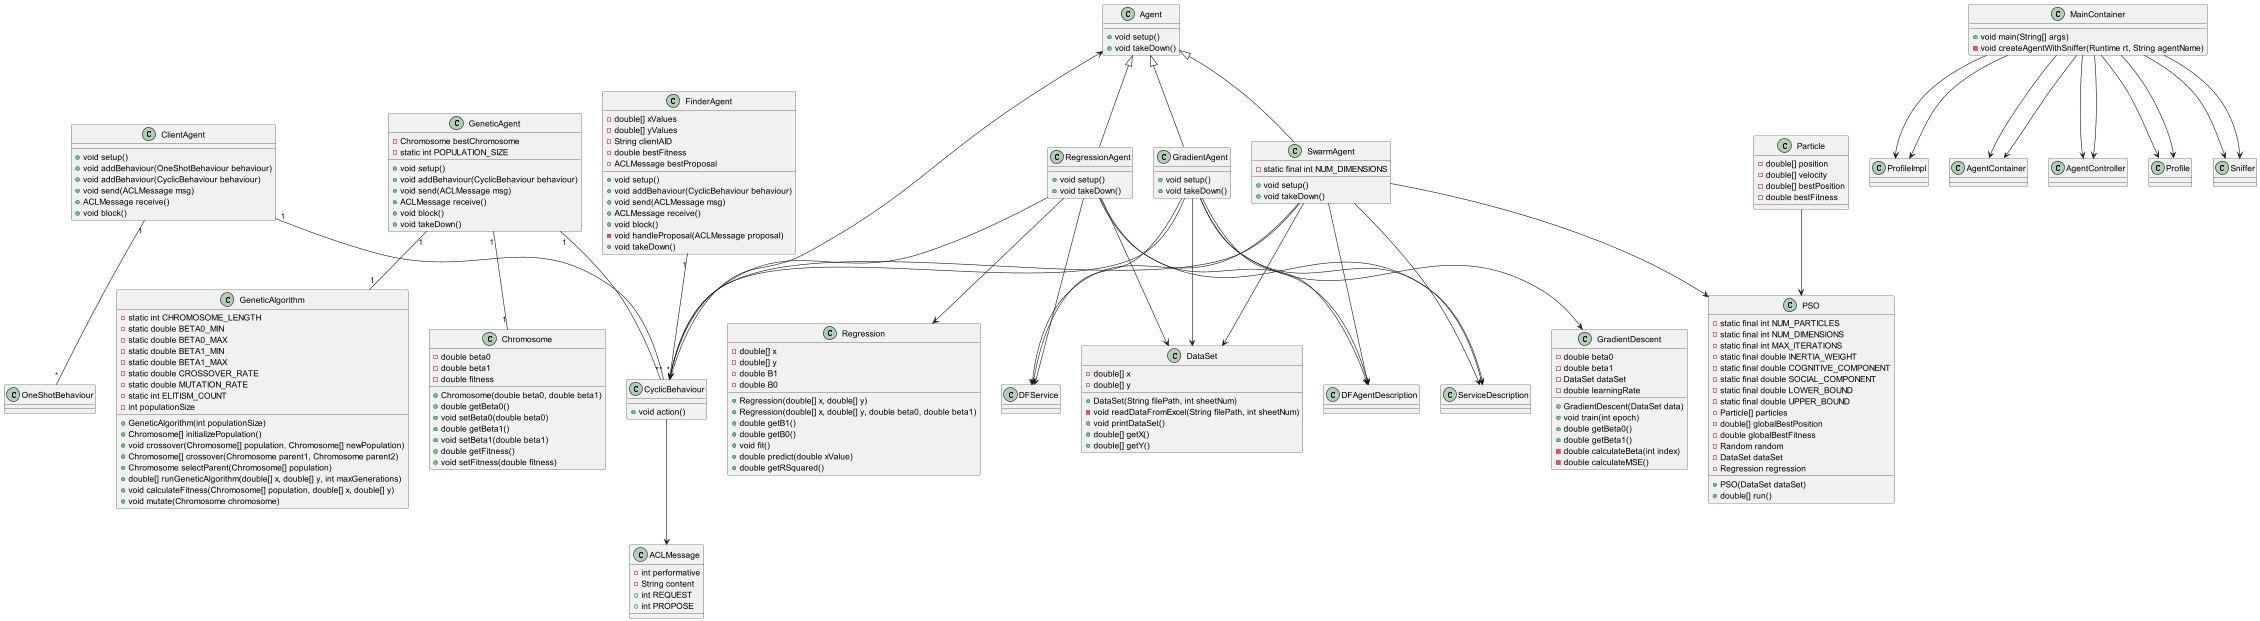 C Agent
void setup()
void takeDown()
C MainContainer
void main(String[] args)
void createAgentWithSniffer(Runtime rt, String agentName)
C ClientAgent
void setup()
void addBehaviour(OneShotBehaviour behaviour)
void addBehaviour(CyclicBehaviour behaviour)
void send(ACLMessage msg)
ACLMessage receive()
void block()
C GeneticAgent
Chromosome bestChromosome
static int POPULATION_SIZE
void setup()
void addBehaviour(CyclicBehaviour behaviour)
void send(ACLMessage msg)
ACLMessage receive()
void block()
void takeDown()
C FinderAgent
double[] xValues
double[] yValues
String clientAID
double bestFitness
ACLMessage bestProposal
void setup()
void addBehaviour(CyclicBehaviour behaviour)
void send(ACLMessage msg)
ACLMessage receive()
void block()
void handleProposal(ACLMessage proposal)
void takeDown()
C RegressionAgent
void setup()
void takeDown()
C GradientAgent
void setup()
void takeDown()
C SwarmAgent
static final int NUM_DIMENSIONS
void setup()
void takeDown()
C Particle
double[] position
double[] velocity
double[] bestPosition
double bestFitness
C ProfileImpl
C AgentContainer
C AgentController
C Profile
C Sniffer
1
1
1
1
1
1
1
1
*
*
*
*
C OneShotBehaviour
C GeneticAlgorithm
static int CHROMOSOME_LENGTH
static double BETA0_MIN
static double BETA0_MAX
static double BETA1_MIN
static double BETA1_MAX
static double CROSSOVER_RATE
static double MUTATION_RATE
static int ELITISM_COUNT
int populationSize
GeneticAlgorithm(int populationSize)
Chromosome[] initializePopulation()
void crossover(Chromosome[] population, Chromosome[] newPopulation)
Chromosome[] crossover(Chromosome parent1, Chromosome parent2)
Chromosome selectParent(Chromosome[] population)
double[] runGeneticAlgorithm(double[] x, double[] y, int maxGenerations)
void calculateFitness(Chromosome[] population, double[] x, double[] y)
void mutate(Chromosome chromosome)
C Chromosome
double beta0
double beta1
double fitness
Chromosome(double beta0, double beta1)
double getBeta0()
void setBeta0(double beta0)
double getBeta1()
void setBeta1(double beta1)
double getFitness()
void setFitness(double fitness)
C CyclicBehaviour
void action()
C Regression
double[] x
double[] y
double B1
double B0
Regression(double[] x, double[] y)
Regression(double[] x, double[] y, double beta0, double beta1)
double getB1()
double getB0()
void fit()
double predict(double xValue)
double getRSquared()
C DFService
C DataSet
double[] x
double[] y
DataSet(String filePath, int sheetNum)
void readDataFromExcel(String filePath, int sheetNum)
void printDataSet()
double[] getX()
double[] getY()
C DFAgentDescription
C ServiceDescription
C GradientDescent
double beta0
double beta1
DataSet dataSet
double learningRate
GradientDescent(DataSet data)
void train(int epoch)
double getBeta0()
double getBeta1()
double calculateBeta(int index)
double calculateMSE()
C PSO
static final int NUM_PARTICLES
static final int NUM_DIMENSIONS
static final int MAX_ITERATIONS
static final double INERTIA_WEIGHT
static final double COGNITIVE_COMPONENT
static final double SOCIAL_COMPONENT
static final double LOWER_BOUND
static final double UPPER_BOUND
Particle[] particles
double[] globalBestPosition
double globalBestFitness
Random random
DataSet dataSet
Regression regression
PSO(DataSet dataSet)
double[] run()
C ACLMessage
int performative
String content
int REQUEST
int PROPOSE